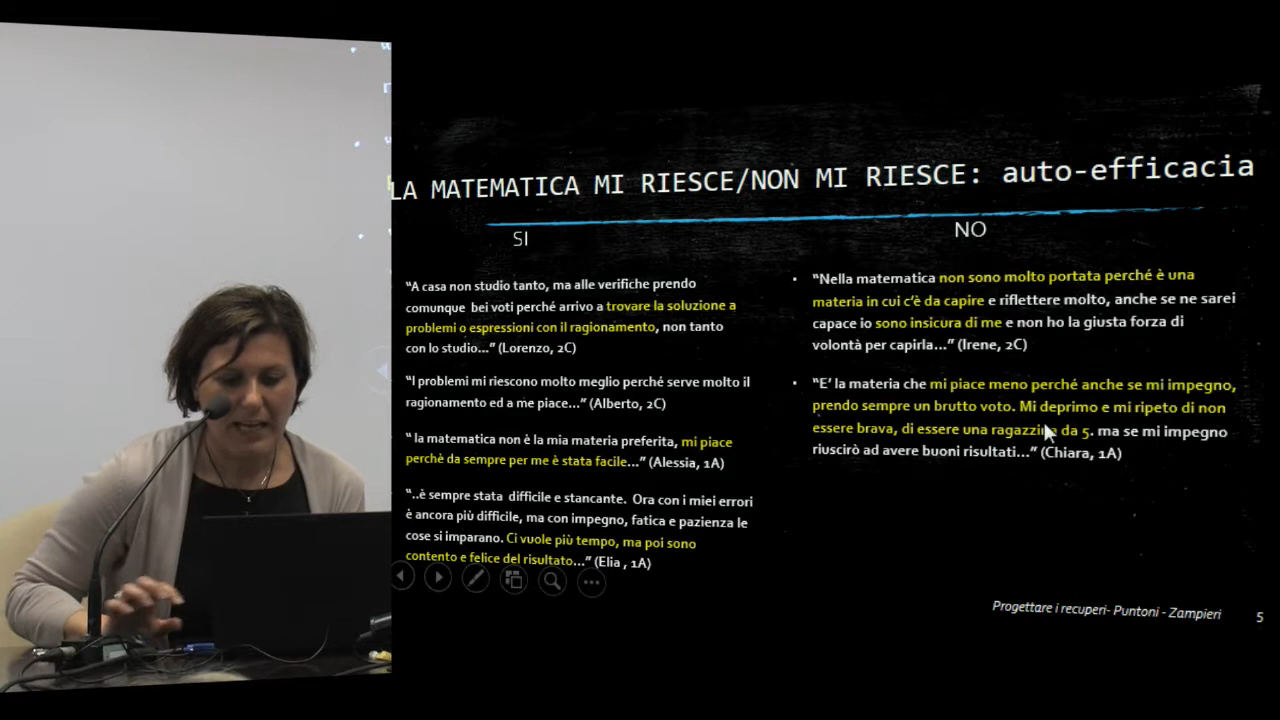 LA MATEMATICA MI RIESCE/NON MI RIESCE: auto-efficacia
SI
"A casa non studio tanto, ma alle verifiche prendo
comunque bei voti perché arrivo a trovare la soluzione a
problemi o espressioni con il ragionamento, non tanto
con lo studio…" (Lorenzo, 2C)
"I problemi mi riescono molto meglio perché serve molto il
ragionamento ed a me piace…" (Alberto, 2C)
" la matematica non è la mia materia preferita, mi piace
perchè da sempre per me è stata facile…" (Alessia, 1A)
"..è sempre stata difficile e stancante. Ora con i miei errori
è ancora più difficile, ma con impegno, fatica e pazienza le
cose si imparano. Ci vuole più tempo, ma poi sono
contento e felice del risultato…" (Elia , 1A)
NO
• "Nella matematica non sono molto portata perché è una
materia in cui c'è da capire e riflettere molto, anche se ne sarei
capace io sono insicura di me e non ho la giusta forza di
volontà per capirla…" (Irene, 2C)
• "E' la materia che mi piace meno perché anche se mi impegno,
prendo sempre un brutto voto. Mi deprimo e mi ripeto di non
essere brava, di essere una ragazzina da 5. ma se mi impegno
riuscirò ad avere buoni risultati…" (Chiara, 1A)
Progettare i recuperi- Puntoni - Zampieri 5